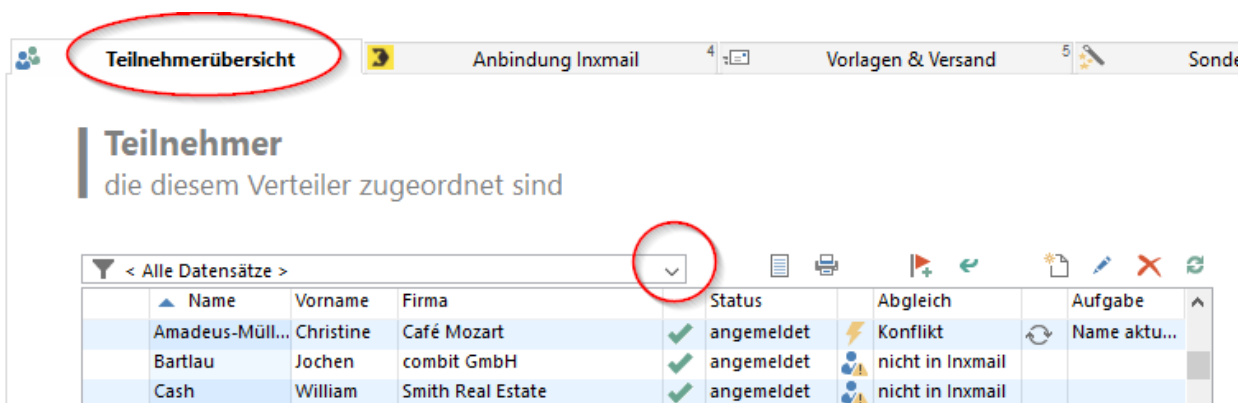 Teilnehmerübersicht Anbindung Inxmail 4 Vorlagen & Versand 5 Sonde
Teilnehmer
die diesem Verteiler zugeordnet sind
< Alle Datensätze >
Name Vorname Firma Status Abgleich Aufgabe
Amadeus-Müll... Christine Café Mozart angemeldet Konflikt Name aktu...
Bartlau Jochen combit GmbH angemeldet nicht in Inxmail
Cash William Smith Real Estate angemeldet nicht in Inxmail